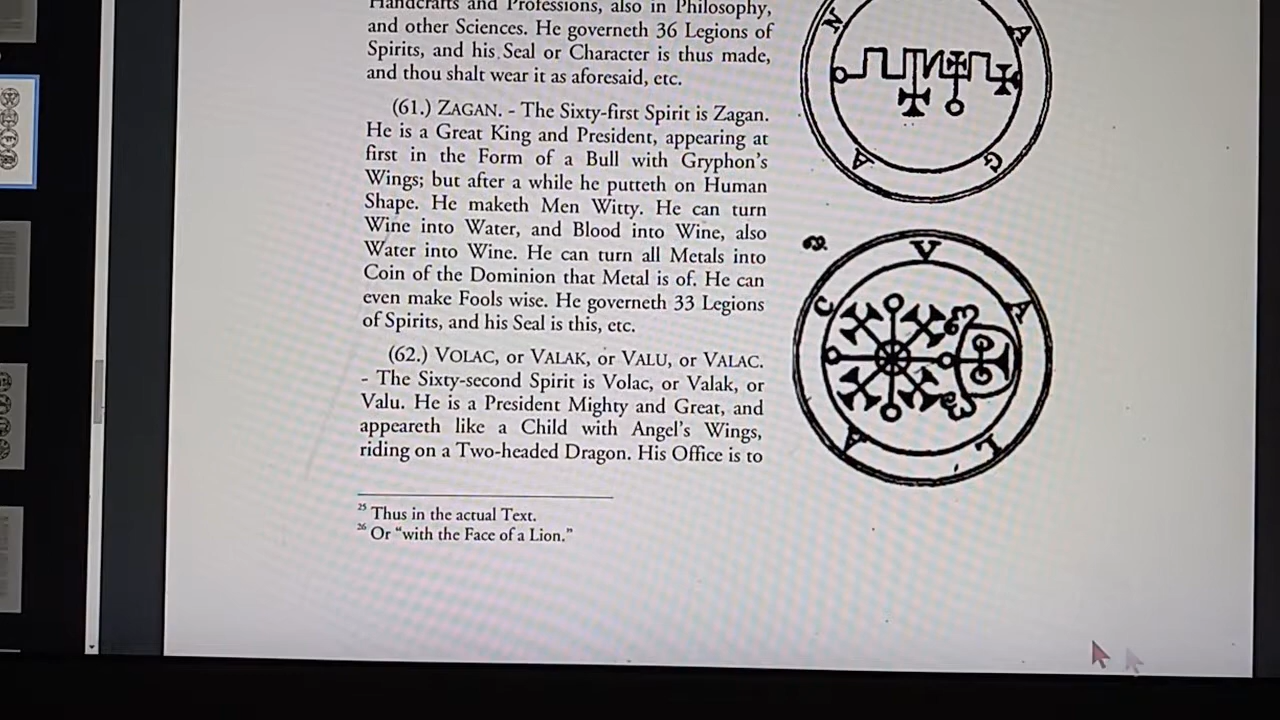 Handcrafts and Professions, also in Philosophy,
and other Sciences. He governeth 36 Legions of
Spirits, and his Seal or Character is thus made,
and thou shalt wear it as aforesaid, etc.
(61.) ZAGAN. - The Sixty-first Spirit is Zagan.
He is a Great King and President, appearing at
first in the Form of a Bull with Gryphon's
Wings; but after a while he putteth on Human
Shape. He maketh Men Witty. He can turn
Wine into Water, and Blood into Wine, also
Water into Wine. He can turn all Metals into
Coin of the Dominion that Metal is of. He can
even make Fools wise. He governeth 33 Legions
of Spirits, and his Seal is this, etc.
(62.) VOLAC, or VALAK, or VALU, or VALAC.
- The Sixty-second Spirit is Volac, or Valak, or
Valu. He is a President Mighty and Great, and
appeareth like a Child with Angel's Wings,
riding on a Two-headed Dragon. His Office is to
25 Thus in the actual Text.
26 Or “with the Face of a Lion.”
A G A N
V A L A C